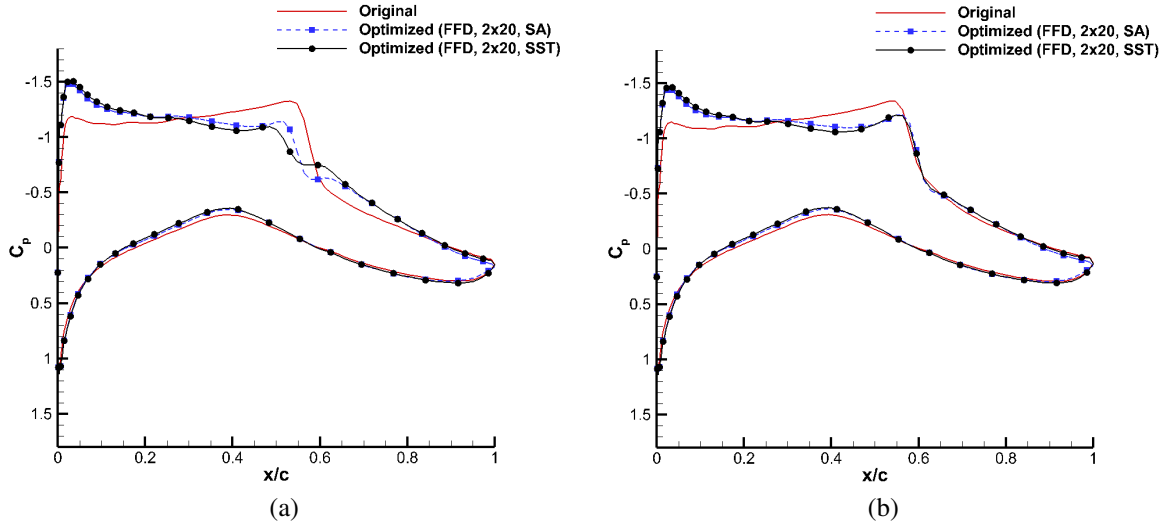 Original
Optimized (FFD, 2x20, SA)
Optimized (FFD, 2x20, SST)
-1.5
-1
-0.5
0
0.5
1
1.5
Cp
0
0.2
0.4
0.6
0.8
1
x/c
(a)
Original
Optimized (FFD, 2x20, SA)
Optimized (FFD, 2x20, SST)
-1.5
-1
-0.5
0
0.5
1
1.5
Cp
0
0.2
0.4
0.6
0.8
1
x/c
(b)